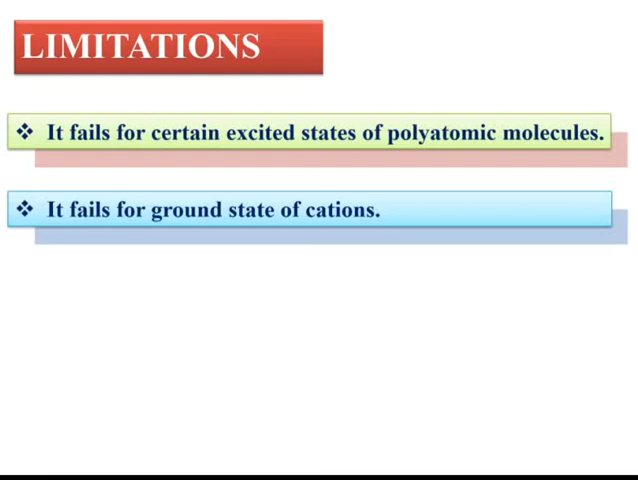 LIMITATIONS
❖ It fails for certain excited states of polyatomic molecules.
❖ It fails for ground state of cations.